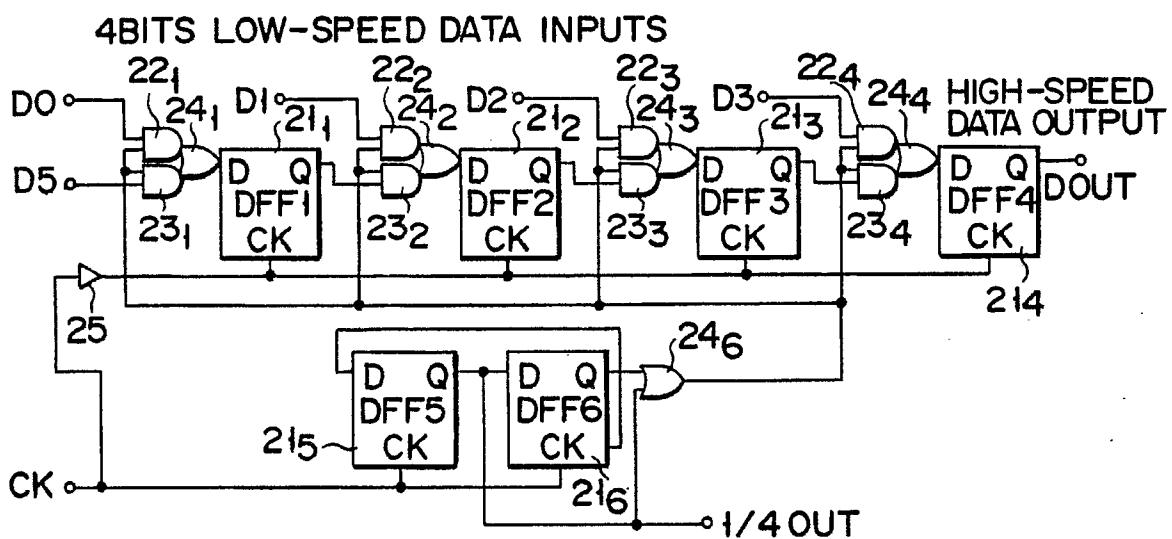 4BITS LOW-SPEED DATA INPUTS
D0 22₁ 24₁ D1 21₁ 22₂ 24₂ D2 21₂ 22₃ 24₃ D3 21₃ 22₄ 24₄ HIGH-SPEED
DATA OUTPUT
D5 D Q D Q D Q D Q DOUT
DFF1 DFF2 DFF3 DFF4
23₁ CK 23₂ CK 23₃ CK 23₄ CK
25 21₄
24₆
D Q D Q
DFF5 DFF6
21₅ CK CK
CK 21₆
1/4 OUT